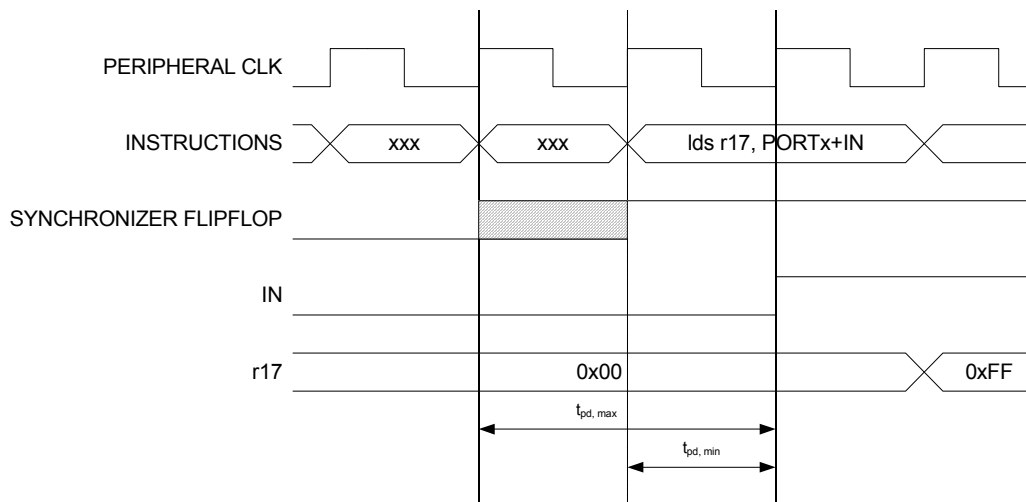 PERIPHERAL CLK
INSTRUCTIONS xxx xxx lds r17, PORTx+IN
SYNCHRONIZER FLIPFLOP
IN
r17 0x00 0xFF
tpd, max
tpd, min